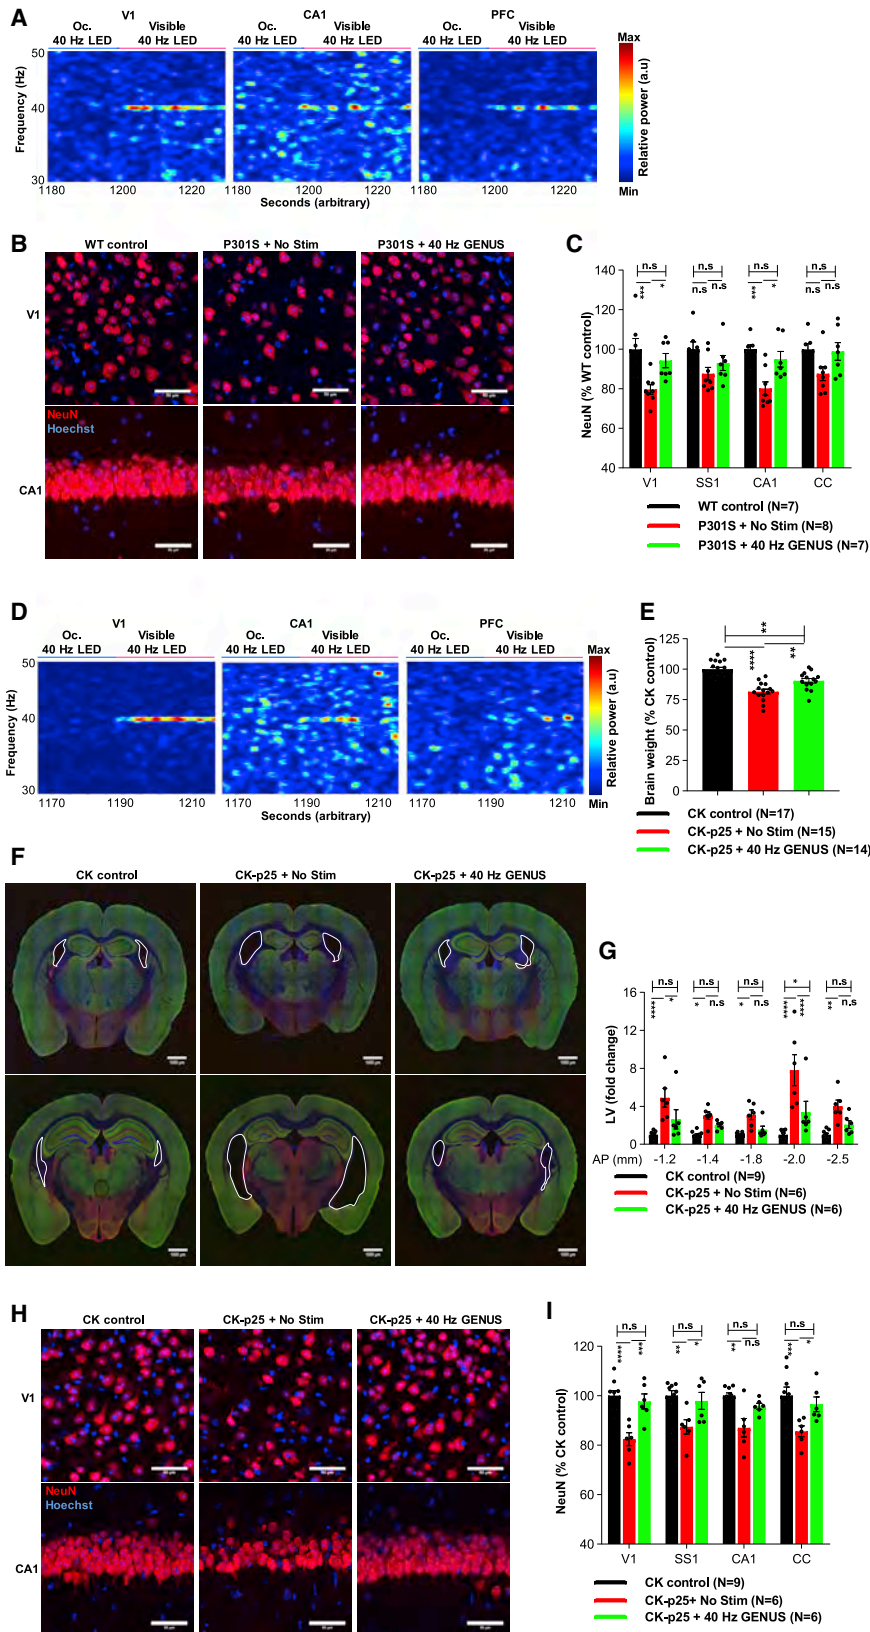 A
V1
CA1
PFC
Oc. Visible Oc. Visible Oc. Visible
40 Hz LED 40 Hz LED 40 Hz LED 40 Hz LED 40 Hz LED 40 Hz LED
Max
Relative power (a.u)
Min
Frequency (Hz)
50
40
30
1180 1200 1220 1180 1200 1220 1180 1200 1220
Seconds (arbitrary)
B
WT control P301S + No Stim P301S + 40 Hz GENUS
V1
NeuN
Hoechst
CA1
C
n.s n.s n.s n.s
*** * n.s n.s *** * n.s n.s
NeuN (% WT control)
140
120
100
80
60
40
V1 SS1 CA1 CC
WT control (N=7)
P301S + No Stim (N=8)
P301S + 40 Hz GENUS (N=7)
D
V1
CA1
PFC
Oc. Visible Oc. Visible Oc. Visible
40 Hz LED 40 Hz LED 40 Hz LED 40 Hz LED 40 Hz LED 40 Hz LED
Max
Relative power (a.u)
Min
Frequency (Hz)
50
40
30
1170 1190 1210 1170 1190 1210 1170 1190 1210
Seconds (arbitrary)
E
**
**** **
Brain weight (% CK control)
125
100
75
50
25
0
CK control (N=17)
CK-p25 + No Stim (N=15)
CK-p25 + 40 Hz GENUS (N=14)
F
CK control CK-p25 + No Stim CK-p25 + 40 Hz GENUS
G
n.s n.s n.s * n.s
**** * * n.s * n.s **** **** ** n.s
LV (fold change)
16
12
8
4
0
AP (mm) -1.2 -1.4 -1.8 -2.0 -2.5
CK control (N=9)
CK-p25 + No Stim (N=6)
CK-p25 + 40 Hz GENUS (N=6)
H
CK control CK-p25 + No Stim CK-p25 + 40 Hz GENUS
V1
NeuN
Hoechst
CA1
I
n.s n.s n.s n.s
**** *** ** * ** n.s *** *
NeuN (% CK control)
120
100
80
60
40
V1 SS1 CA1 CC
CK control (N=9)
CK-p25+ No Stim (N=6)
CK-p25 + 40 Hz GENUS (N=6)